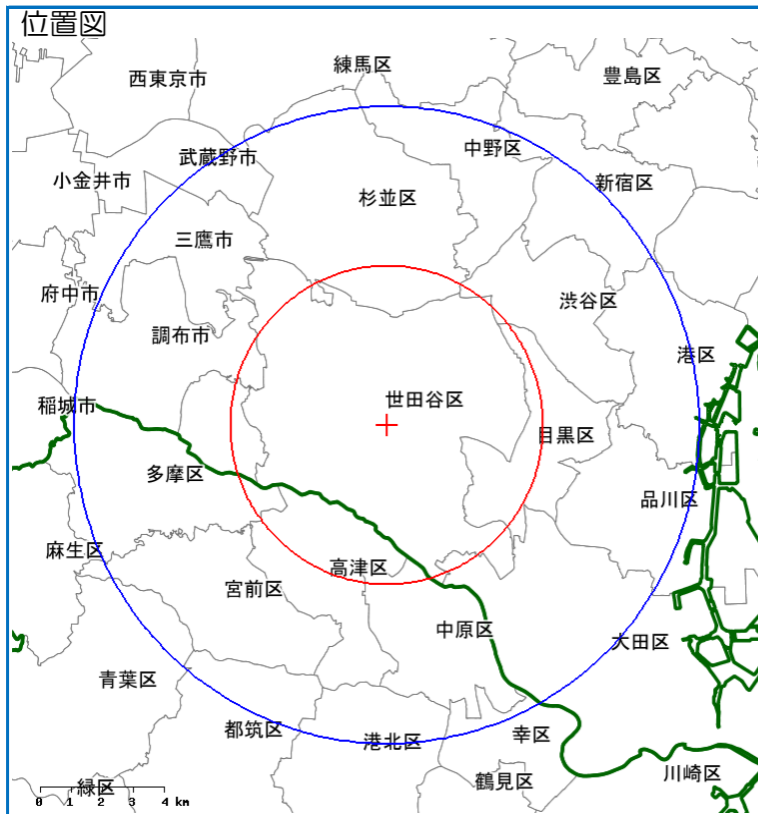 位置図
練馬区
豊島区
西東京市
中野区
武蔵野市
小金井市
新宿区
杉並区
三鷹市
府中市
渋谷区
調布市
港区
世田谷区
稲城市
目黒区
多摩区
品川区
麻生区
高津区
宮前区
中原区
大田区
青葉区
都筑区
幸区
港北区
川崎区
鶴見区
緑区
0 1 2 3 4 km